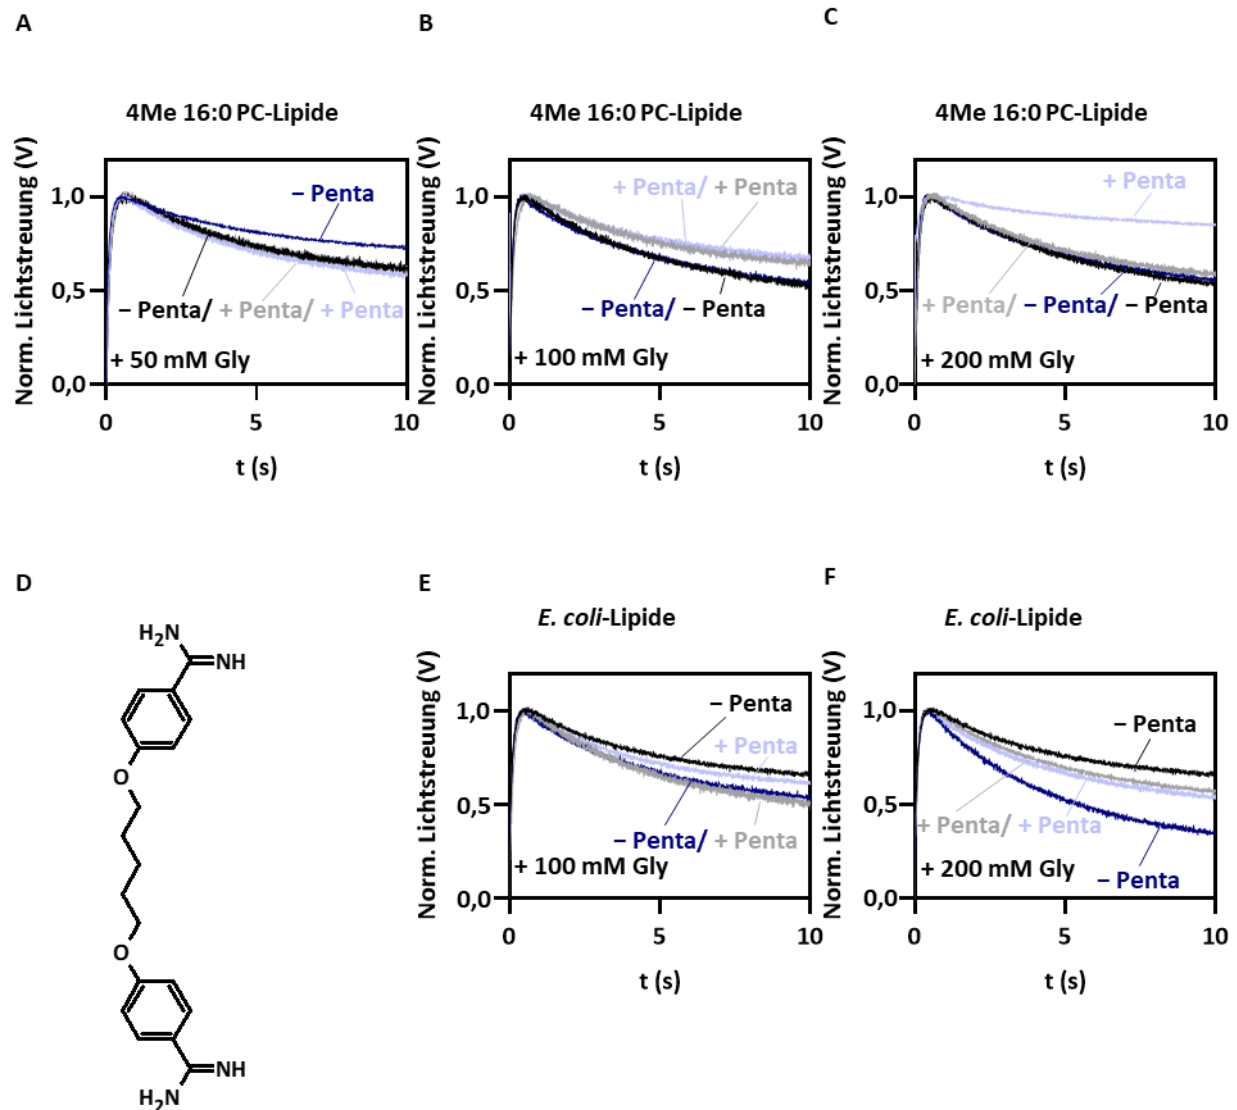 A
4Me 16:0 PC-Lipide
Norm. Lichtstreuung (V)
1,0
0,5
0,0
– Penta
– Penta/ + Penta/ + Penta
+ 50 mM Gly
0
5
10
t (s)
B
4Me 16:0 PC-Lipide
Norm. Lichtstreuung (V)
1,0
0,5
0,0
+ Penta/ + Penta
– Penta/ – Penta
+ 100 mM Gly
0
5
10
t (s)
C
4Me 16:0 PC-Lipide
Norm. Lichtstreuung (V)
1,0
0,5
0,0
+ Penta
+ Penta/ – Penta/ – Penta
+ 200 mM Gly
0
5
10
t (s)
D
H₂N
NH
O
O
NH
H₂N
E
E. coli-Lipide
Norm. Lichtstreuung (V)
1,0
0,5
0,0
– Penta
+ Penta
– Penta/ + Penta
+ 100 mM Gly
0
5
10
t (s)
F
E. coli-Lipide
Norm. Lichtstreuung (V)
1,0
0,5
0,0
– Penta
+ Penta/ + Penta
+ 200 mM Gly
– Penta
0
5
10
t (s)